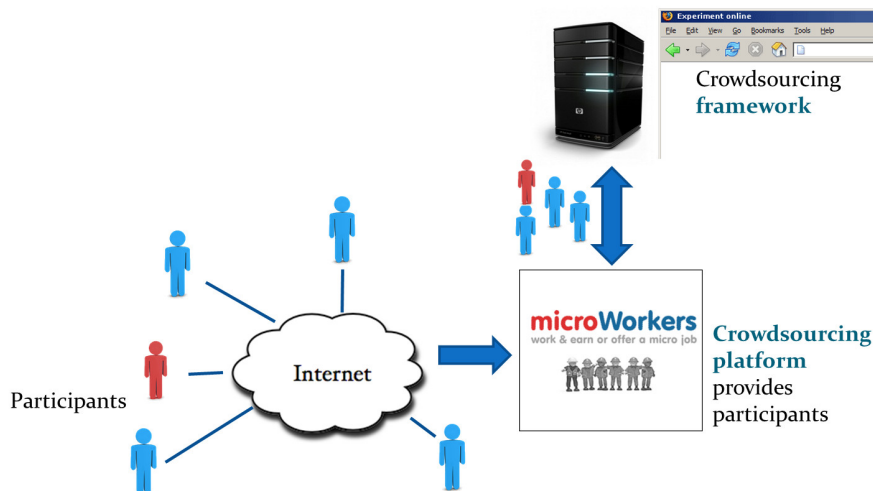 Experiment online
File Edit View Go Bookmarks Tools Help
Crowdsourcing
framework
microWorkers
work & earn or offer a micro job
Crowdsourcing
platform
provides
participants
Internet
Participants